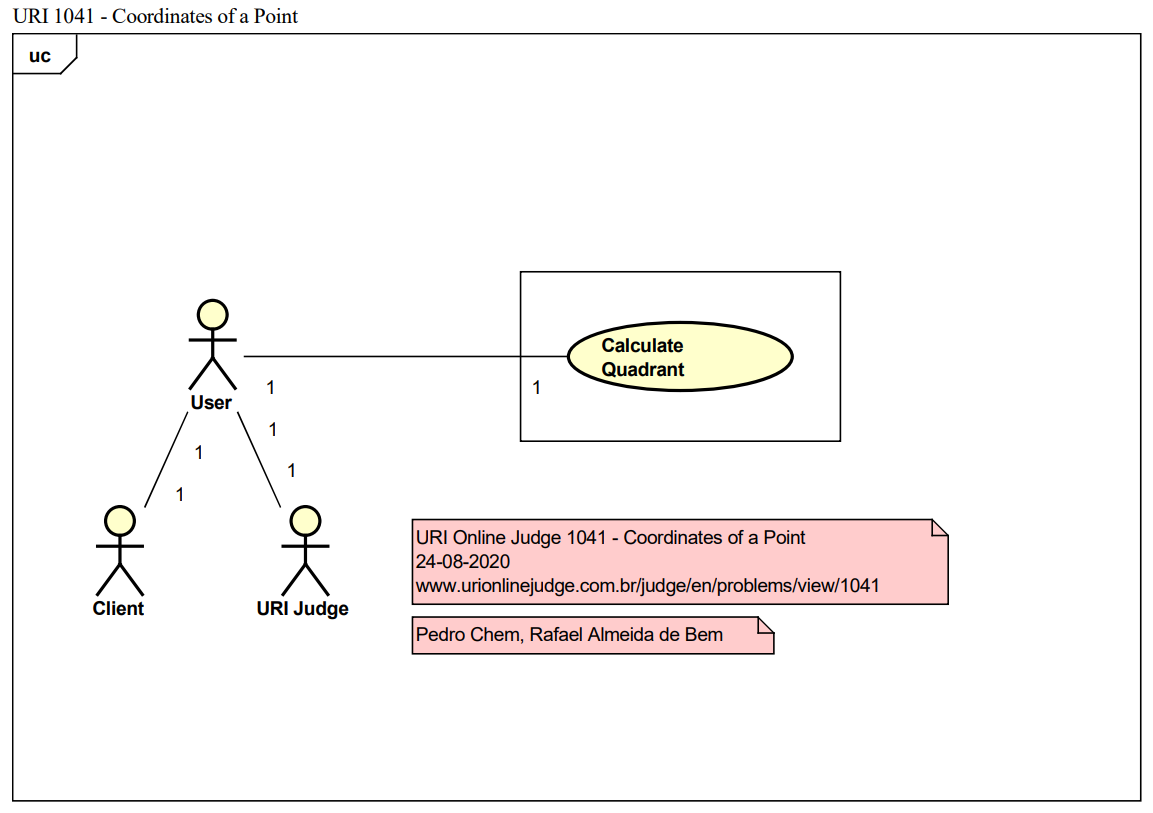 URI 1041 - Coordinates of a Point
uc
Calculate
Quadrant
1
1
User
1
1
1
1
Client
URI Judge
URI Online Judge 1041 - Coordinates of a Point
24-08-2020
www.urionlinejudge.com.br/judge/en/problems/view/1041
Pedro Chem, Rafael Almeida de Bem